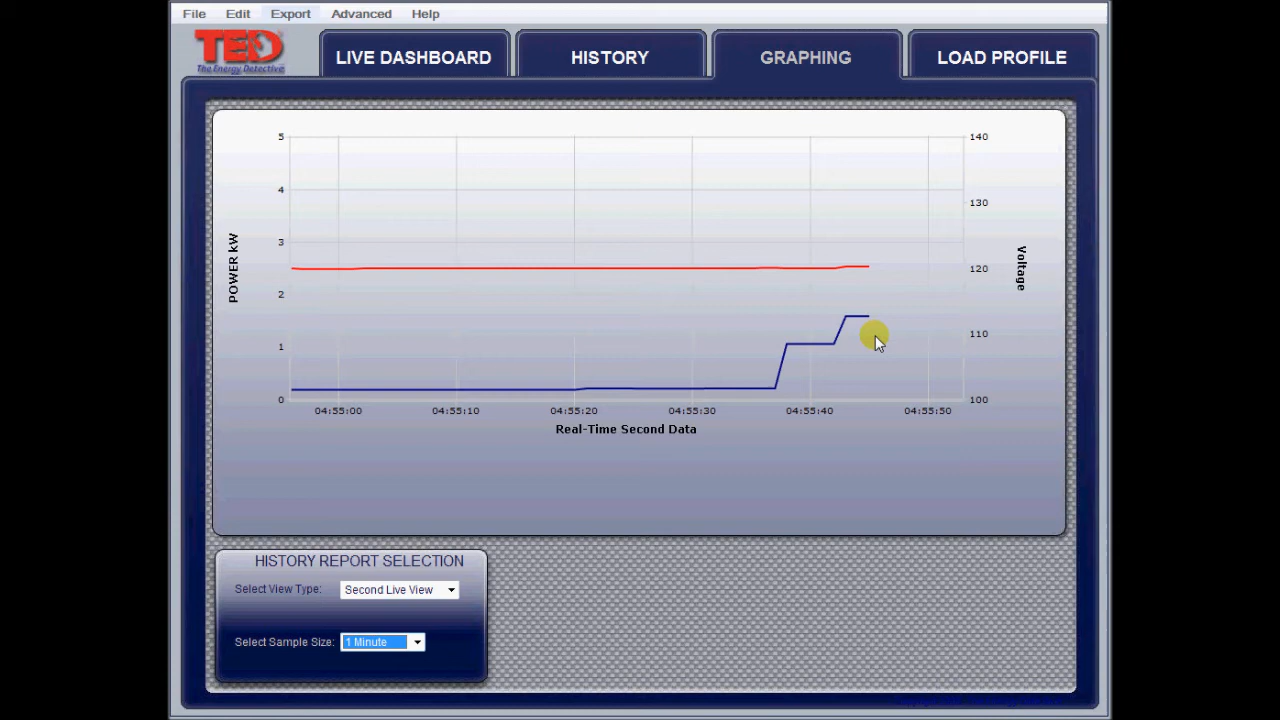 File Edit Export Advanced Help
TED
The Energy Detective
LIVE DASHBOARD
HISTORY
GRAPHING
LOAD PROFILE
5
4
3
2
1
0
POWER kW
140
130
120
110
100
Voltage
04:55:00 04:55:10 04:55:20 04:55:30 04:55:40 04:55:50
Real-Time Second Data
HISTORY REPORT SELECTION
Select View Type: Second Live View
Select Sample Size: 1 Minute